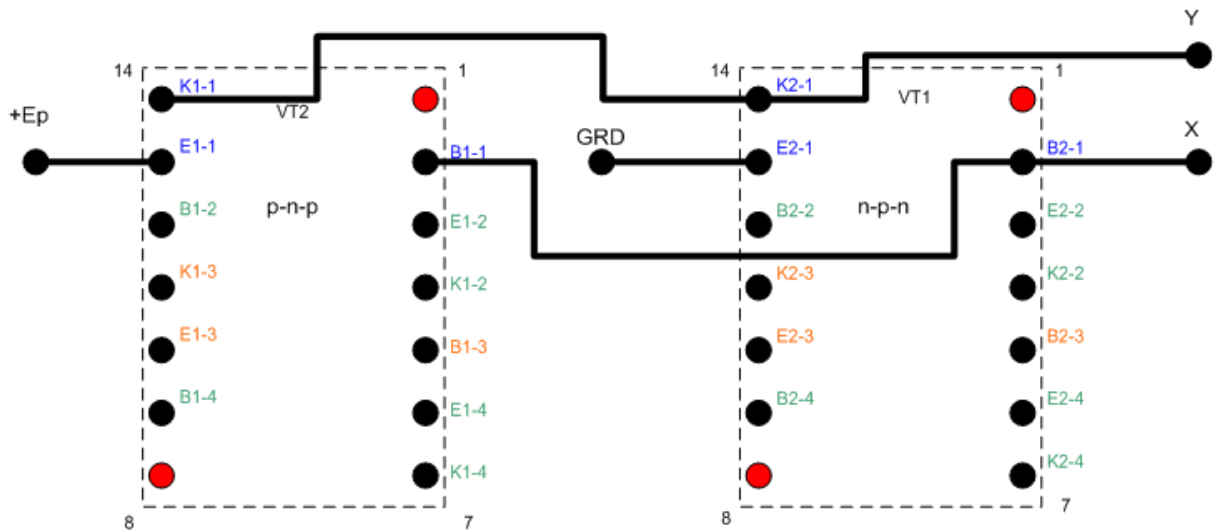 Y
14
1
14
1
K1-1
K2-1
VT2
VT1
+Ep
GRD
X
E1-1
B1-1
E2-1
B2-1
B1-2
p-n-p
E1-2
B2-2
n-p-n
E2-2
K1-3
K1-2
K2-3
K2-2
E1-3
B1-3
E2-3
B2-3
B1-4
E1-4
B2-4
E2-4
K1-4
K2-4
8
7
8
7